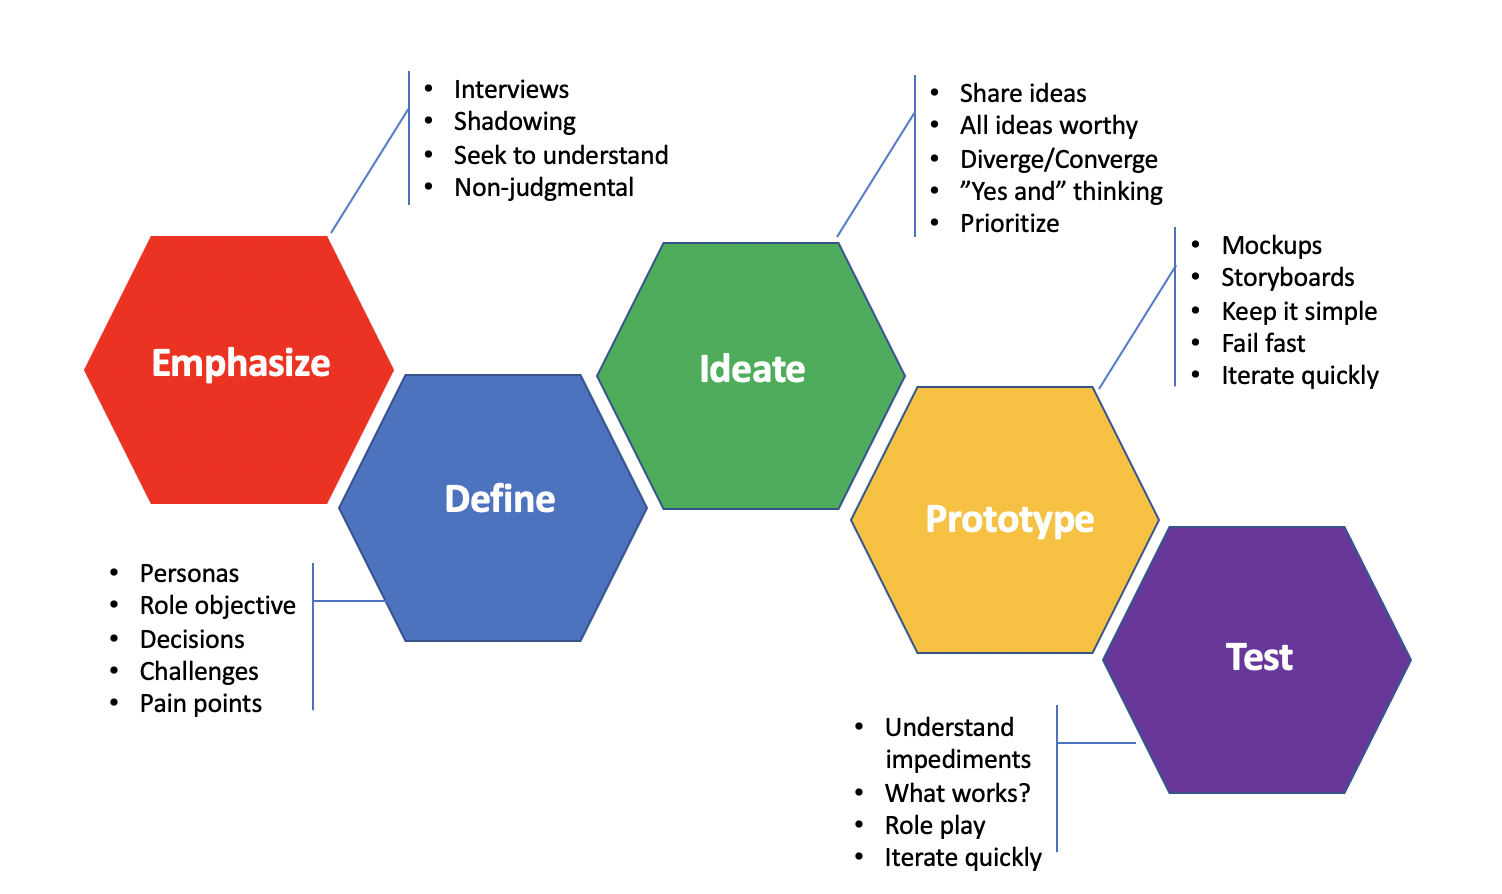 • Interviews
• Shadowing
• Seek to understand
• Non-judgmental
Emphasize
• Personas
• Role objective
• Decisions
• Challenges
• Pain points
Define
• Share ideas
• All ideas worthy
• Diverge/Converge
• ”Yes and” thinking
• Prioritize
Ideate
• Mockups
• Storyboards
• Keep it simple
• Fail fast
• Iterate quickly
Prototype
• Understand
impediments
• What works?
• Role play
• Iterate quickly
Test